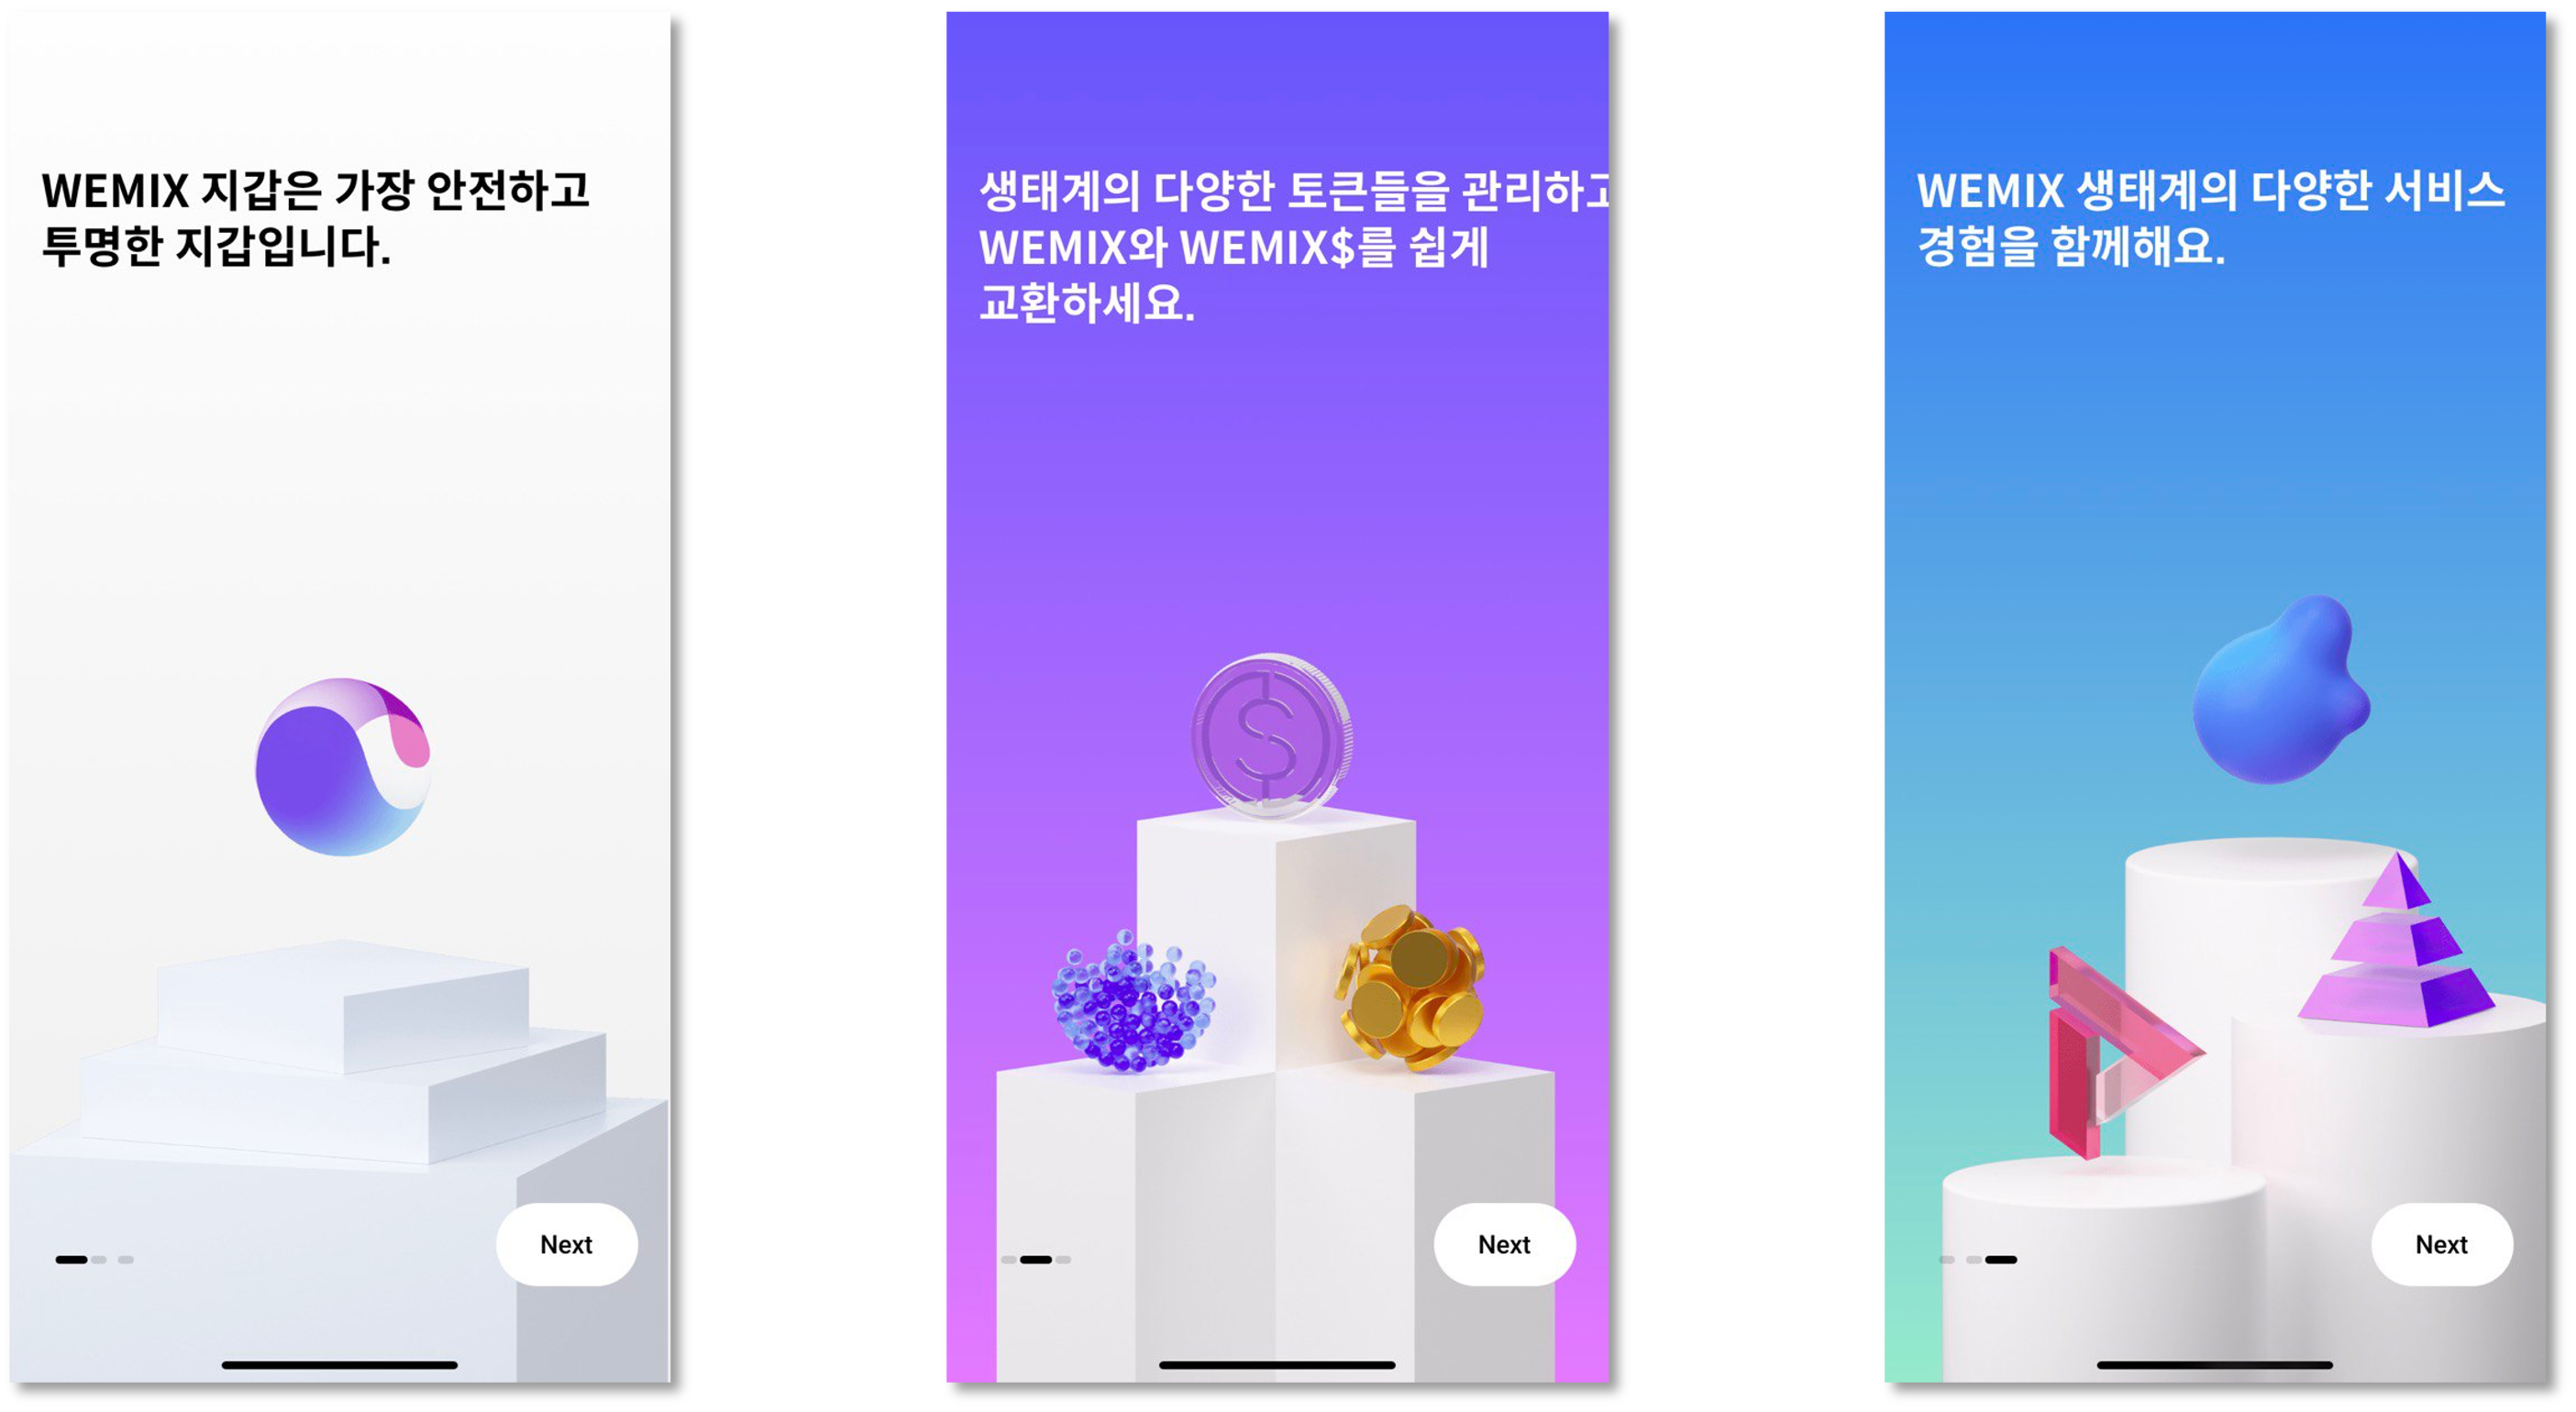 WEMIX 지갑은 가장 안전하고
투명한 지갑입니다.
Next
생태계의 다양한 토큰들을 관리하고
WEMIX와 WEMIX$를 쉽게
교환하세요.
Next
WEMIX 생태계의 다양한 서비스
경험을 함께해요.
Next